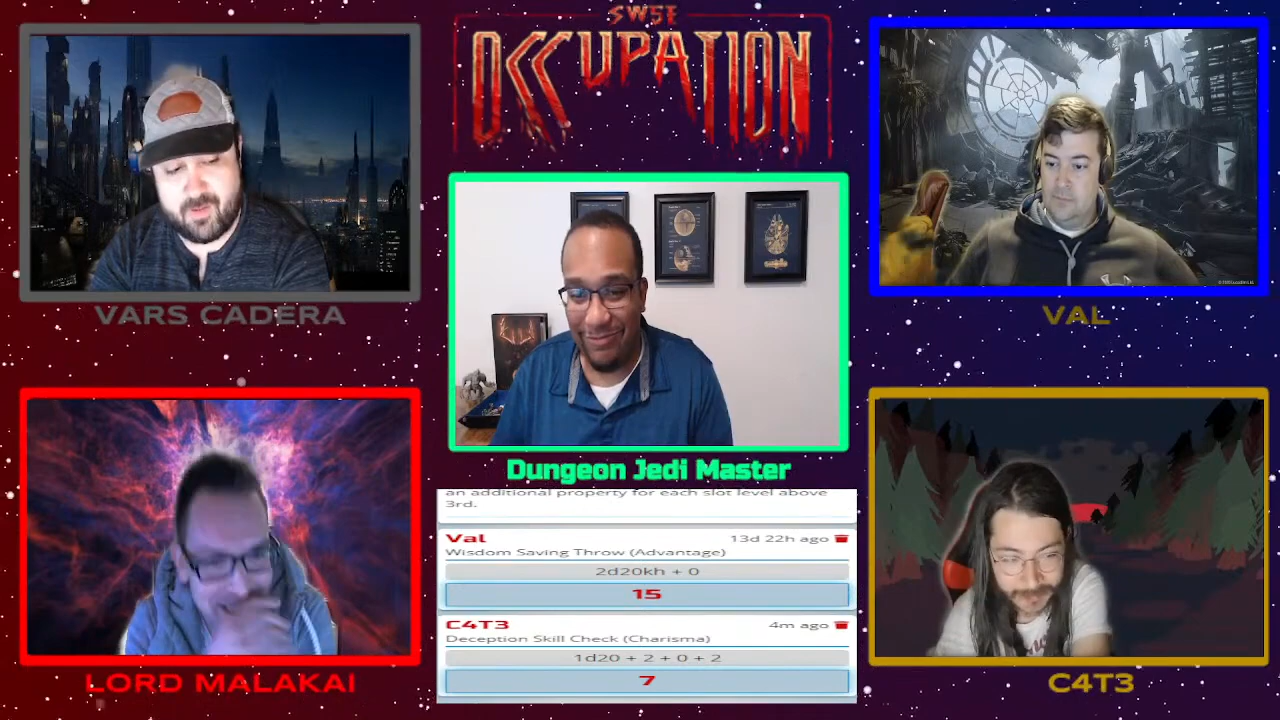 SW5E
OCCUPATION
VARS CADERA
VAL
Dungeon Jedi Master
an additional property for each slot level above
3rd.
Val
13d 22h ago
Wisdom Saving Throw (Advantage)
2d20kh + 0
15
C4T3
4m ago
Deception Skill Check (Charisma)
1d20 + 2 + 0 + 2
7
LORD MALAKAI
C4T3